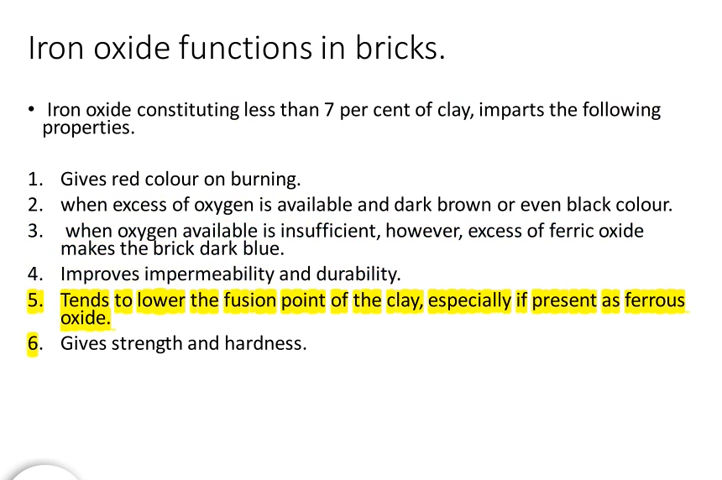 Iron oxide functions in bricks.
• Iron oxide constituting less than 7 per cent of clay, imparts the following
properties.
1. Gives red colour on burning.
2. when excess of oxygen is available and dark brown or even black colour.
3. when oxygen available is insufficient, however, excess of ferric oxide
makes the brick dark blue.
4. Improves impermeability and durability.
5. Tends to lower the fusion point of the clay, especially if present as ferrous
oxide.
6. Gives strength and hardness.